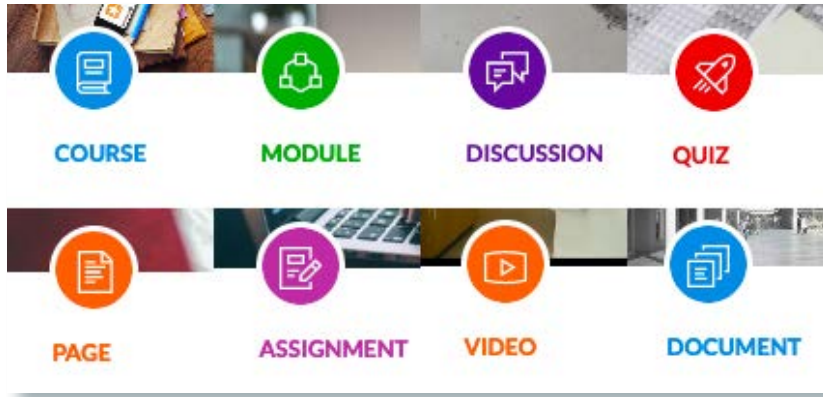 COURSE MODULE DISCUSSION QUIZ
PAGE ASSIGNMENT VIDEO DOCUMENT